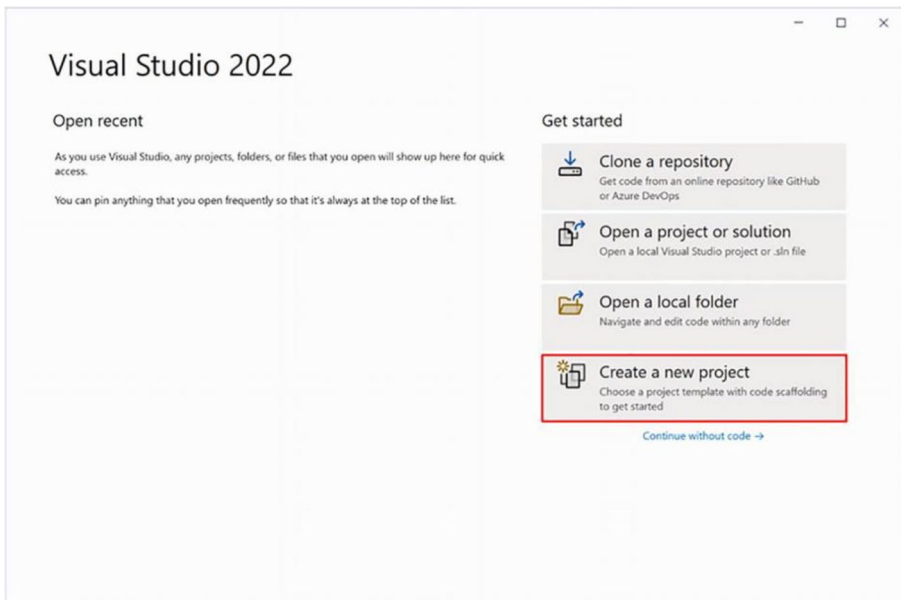 Visual Studio 2022
Open recent
As you use Visual Studio, any projects, folders, or files that you open will show up here for quick
access.
You can pin anything that you open frequently so that it's always at the top of the list.
Get started
Clone a repository
Get code from an online repository like GitHub
or Azure DevOps
Open a project or solution
Open a local Visual Studio project or .sln file
Open a local folder
Navigate and edit code within any folder
Create a new project
Choose a project template with code scaffolding
to get started
Continue without code →